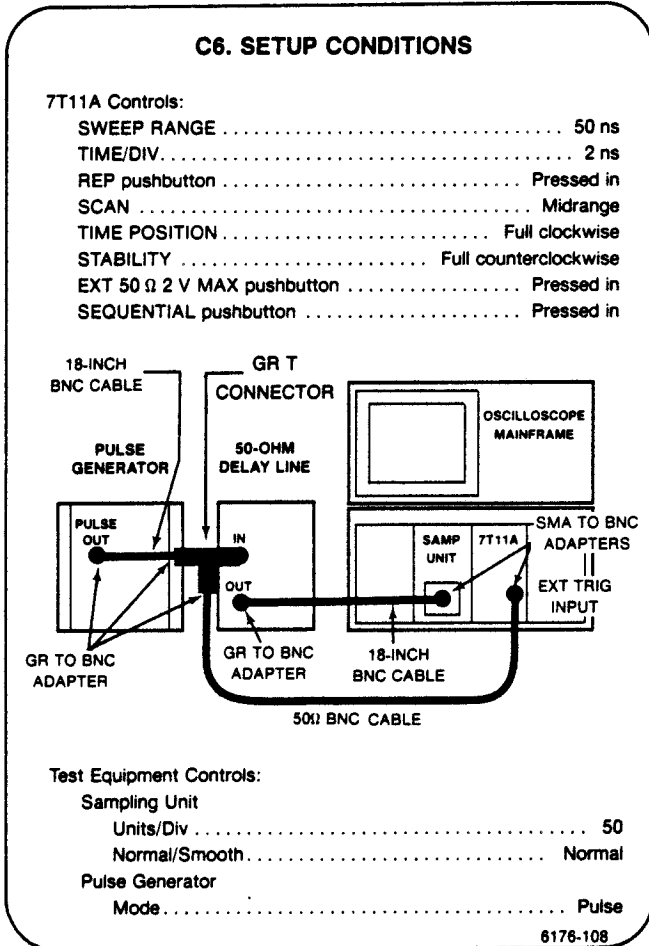 C6. SETUP CONDITIONS
7T11A Controls:
SWEEP RANGE . . . . . . . . . . . . . . . . . . . . . . . . . . . . . . . . 50 ns
TIME/DIV. . . . . . . . . . . . . . . . . . . . . . . . . . . . . . . . . . . . . 2 ns
REP pushbutton . . . . . . . . . . . . . . . . . . . . . . . . . . Pressed in
SCAN . . . . . . . . . . . . . . . . . . . . . . . . . . . . . . . . . . . Midrange
TIME POSITION . . . . . . . . . . . . . . . . . . . . . . . . Full clockwise
STABILITY . . . . . . . . . . . . . . . . . . . . . Full counterclockwise
EXT 50 Ω 2 V MAX pushbutton . . . . . . . . . . . . . . Pressed in
SEQUENTIAL pushbutton . . . . . . . . . . . . . . . . . . Pressed in
18-INCH
BNC CABLE
GR T
CONNECTOR
PULSE
GENERATOR
50-OHM
DELAY LINE
OSCILLOSCOPE
MAINFRAME
PULSE
OUT
IN
OUT
SAMP
UNIT
7T11A
SMA TO BNC
ADAPTERS
EXT TRIG
INPUT
GR TO BNC
ADAPTER
GR TO BNC
ADAPTER
18-INCH
BNC CABLE
50Ω BNC CABLE
Test Equipment Controls:
Sampling Unit
Units/Div . . . . . . . . . . . . . . . . . . . . . . . . . . . . . . . . . . . . . 50
Normal/Smooth . . . . . . . . . . . . . . . . . . . . . . . . . . . . Normal
Pulse Generator
Mode . . . . . . . . . . . . . . . . . . . . . . . . . . . . . . . . . . . . . . Pulse
6176-108